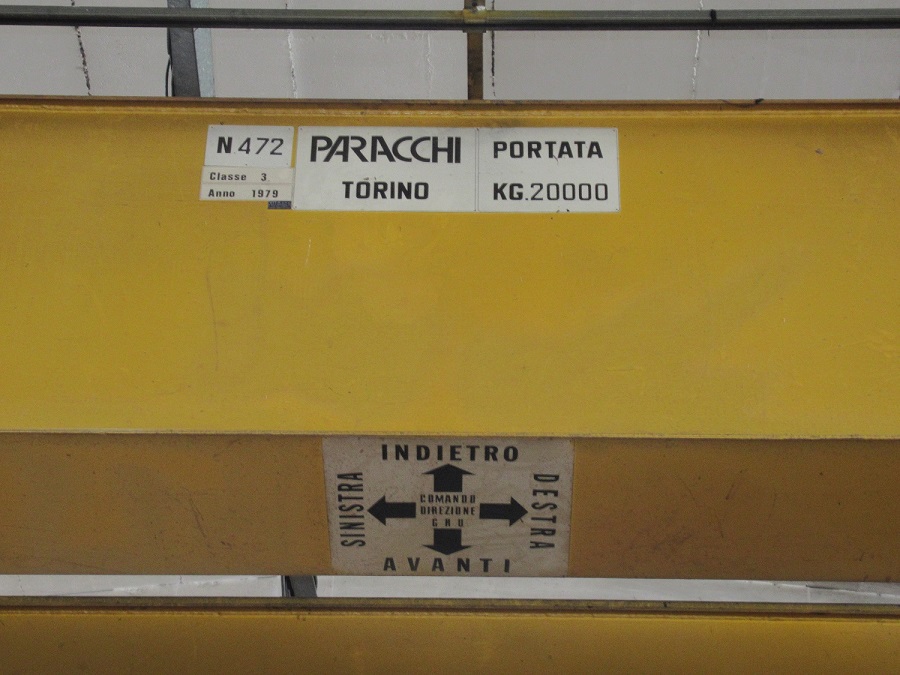 N 472
Classe 3
Anno 1979
PARACCHI
TORINO
PORTATA
KG.20000
INDIETRO
SINISTRA
COMANDO
DIREZIONE
GRU
DESTRA
AVANTI